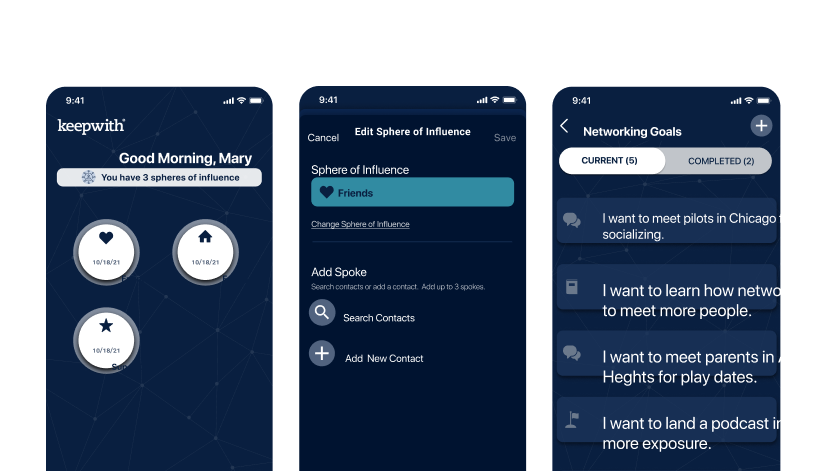 9:41
keepwith
Good Morning, Mary
You have 3 spheres of influence
10/18/21
10/18/21
10/18/21
9:41
Cancel
Edit Sphere of Influence
Save
Sphere of Influence
Friends
Change Sphere of Influence
Add Spoke
Search contacts or add a contact. Add up to 3 spokes.
Search Contacts
Add New Contact
9:41
Networking Goals
CURRENT (5)
COMPLETED (2)
I want to meet pilots in Chicago
socializing.
I want to learn how netwo
to meet more people.
I want to meet parents in
Heghts for play dates.
I want to land a podcast in
more exposure.